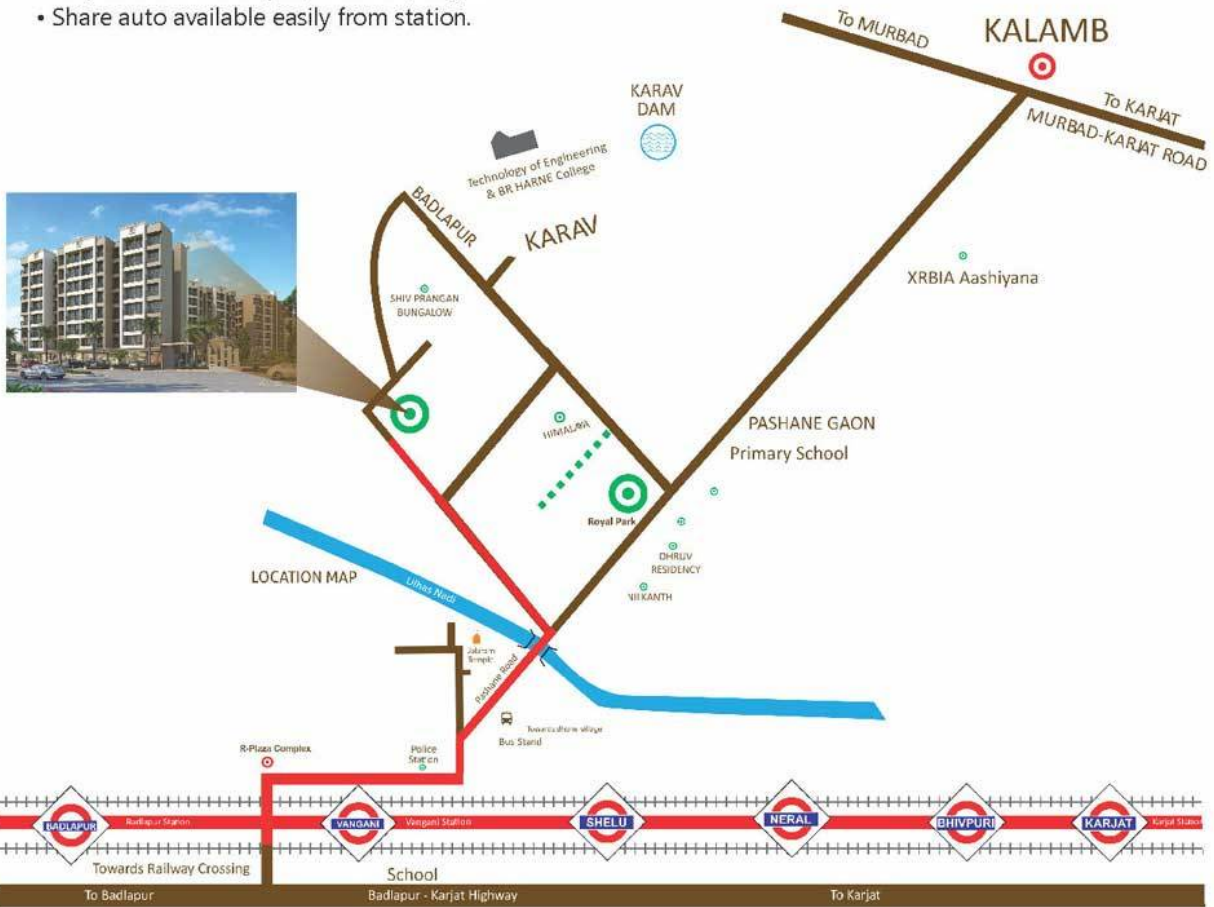 • Share auto available easily from station.
To MURBAD
KALAMB
To KARJAT
MURBAD-KARJAT ROAD
KARAV
DAM
Technology of Engineering
& BR HARNE College
BADLAPUR
KARAV
XRBIA Aashiyana
SHIV PRANGAN
BUNGALOW
HIMALAYA
PASHANE GAON
Primary School
Royal Park
DHRUV
RESIDENCY
NILKANTH
LOCATION MAP
Ulhas Nadi
Temple
Pashane Road
Bus Stand
R-Plaza Complex
Police
Station
BADLAPUR
Badlapur Station
VANGANI
Vangani Station
SHELU
NERAL
BHIVPURI
KARJAT
Karjat Station
Towards Railway Crossing
School
To Badlapur
Badlapur - Karjat Highway
To Karjat